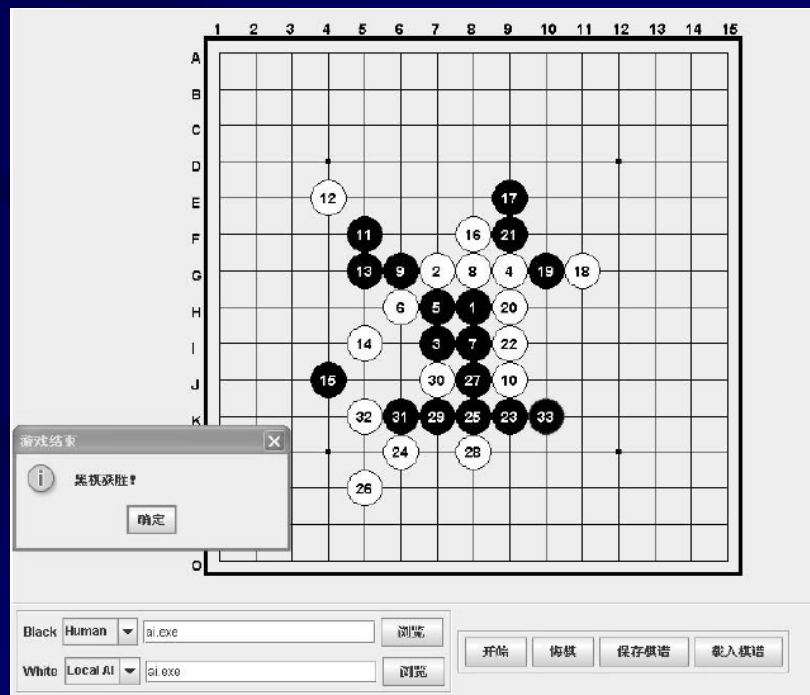 1 2 3 4 5 6 7 8 9 10 11 12 13 14 15
A
B
C
D
E 12 17
F 11 16 21
G 13 9 2 8 4 19 18
H 6 5 1 20
I 14 3 7 22
J 15 30 27 10
K 32 31 29 25 23 33
游戏结束
24 28
黑棋获胜!
26
确定
O
Black Human ai.exe 浏览
开始 悔棋 保存棋谱 载入棋谱
White Local AI ai.exe 浏览